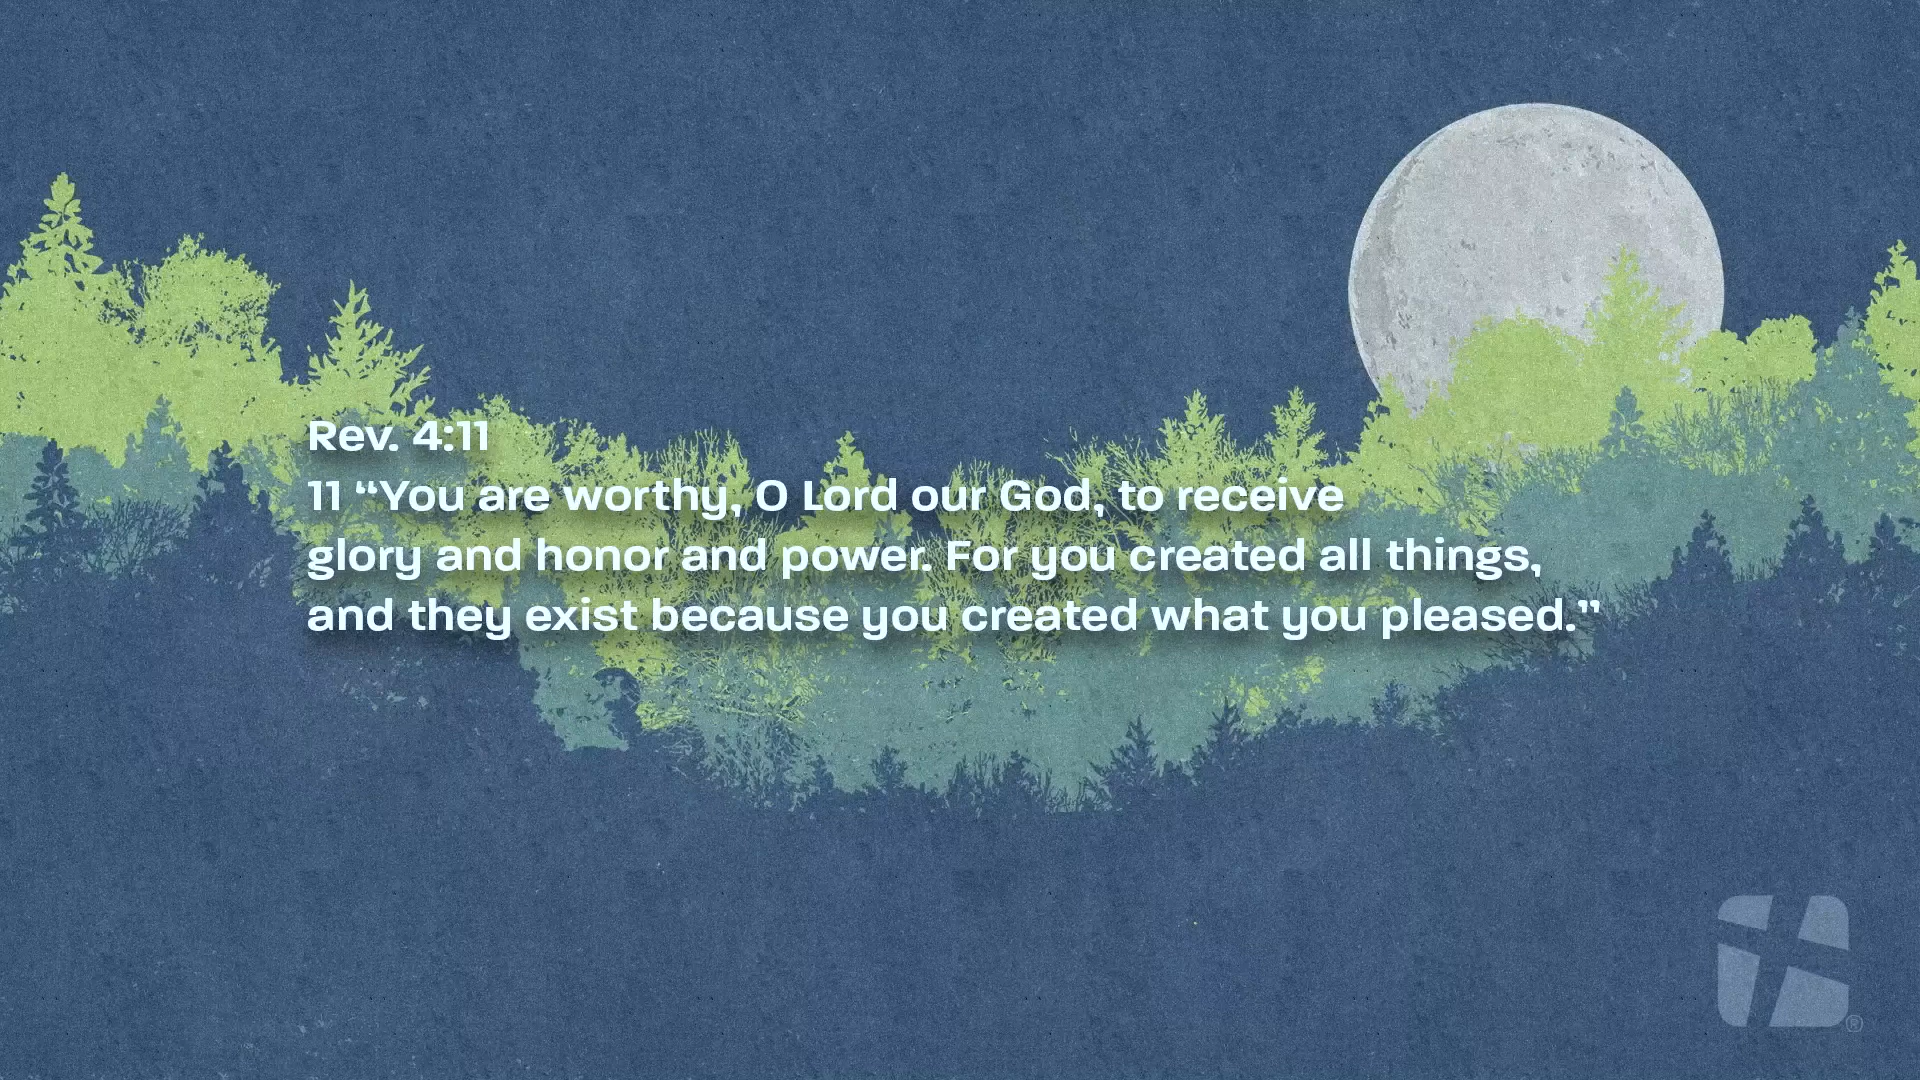 Rev. 4:11
11 “You are worthy, O Lord our God, to receive
glory and honor and power. For you created all things,
and they exist because you created what you pleased.”
®